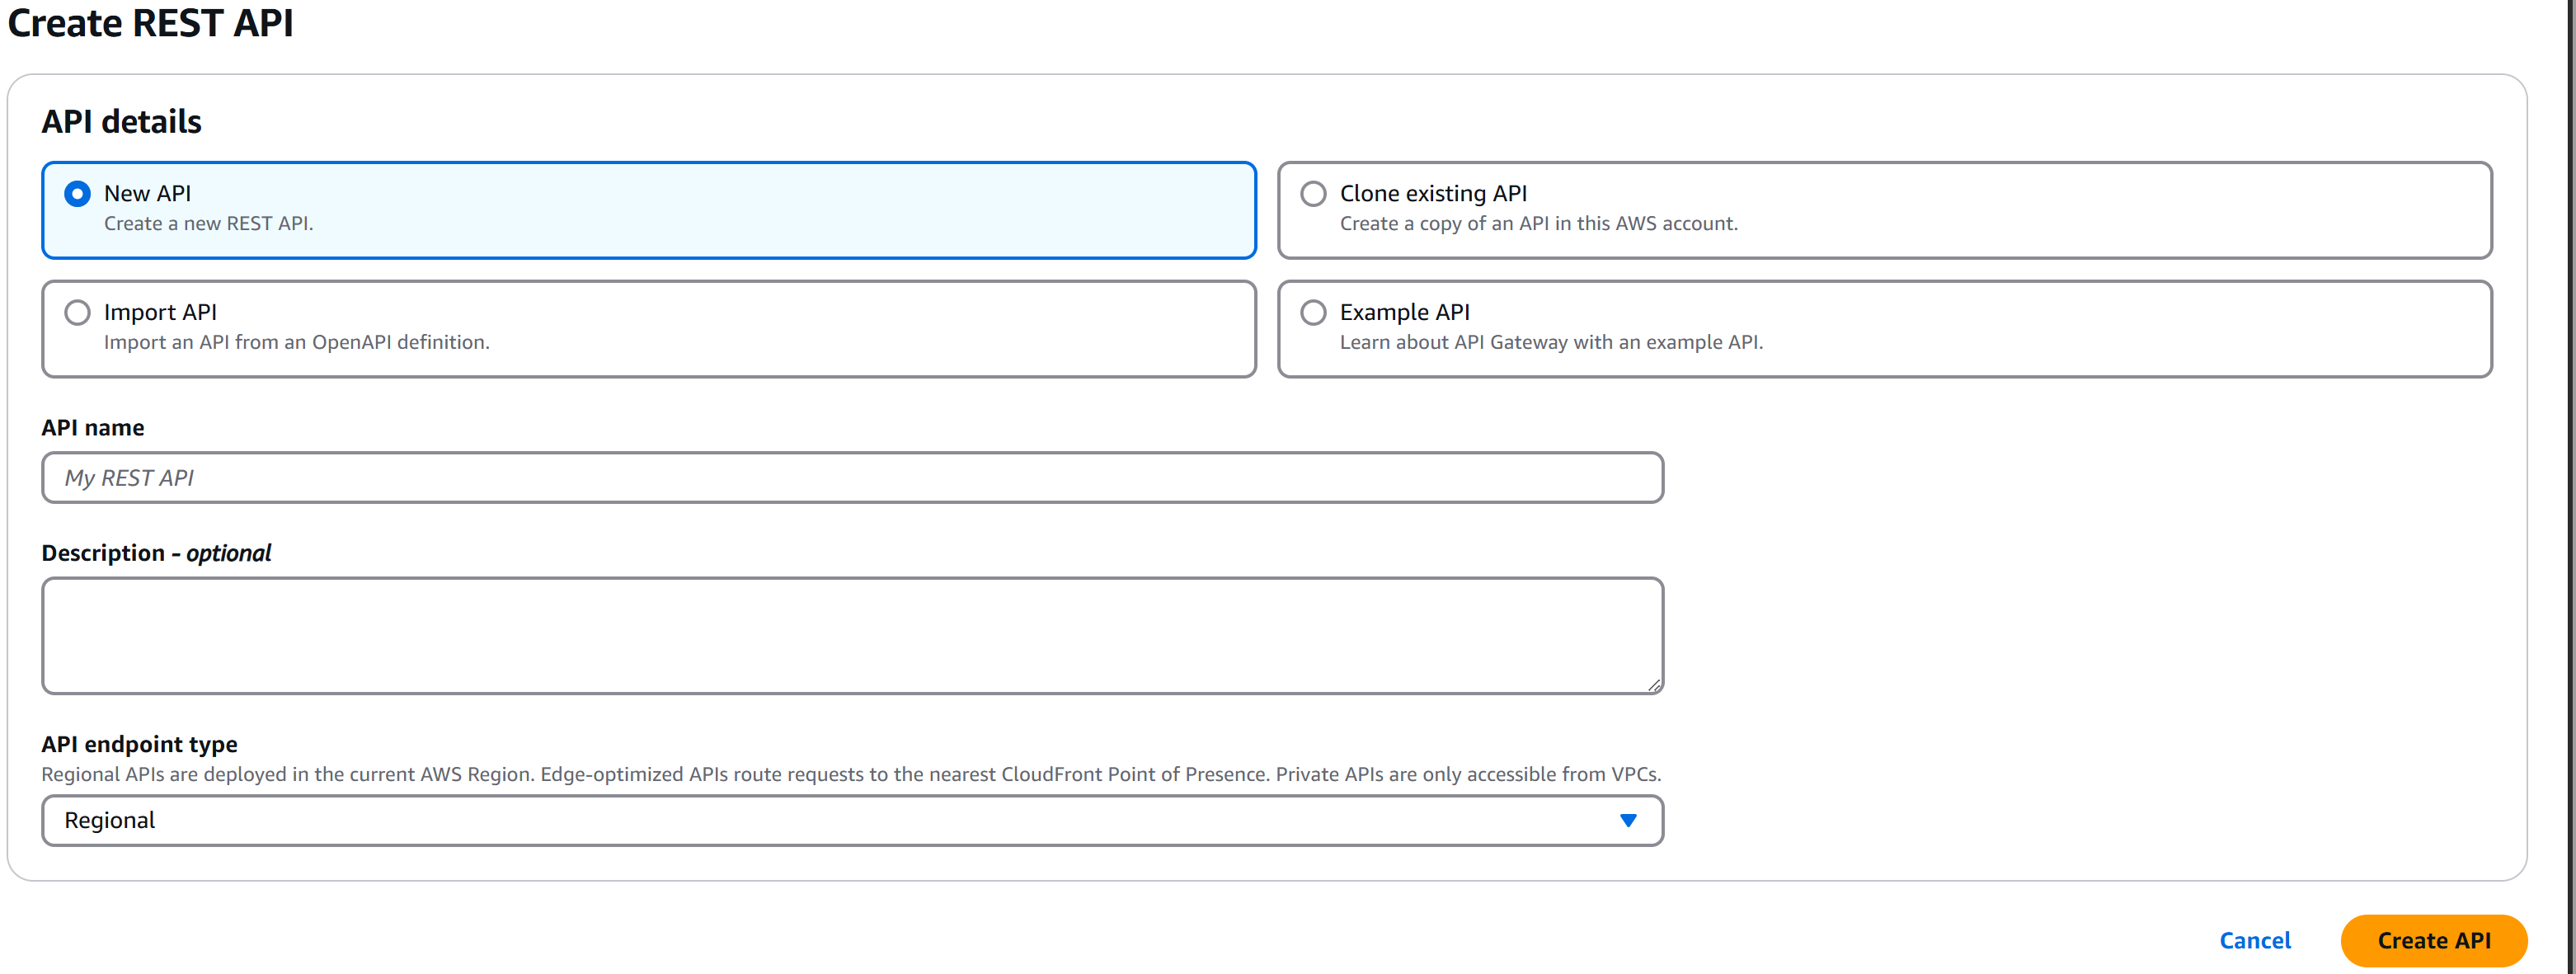 Create REST API
API details
New API
Create a new REST API.
Clone existing API
Create a copy of an API in this AWS account.
Import API
Import an API from an OpenAPI definition.
Example API
Learn about API Gateway with an example API.
API name
My REST API
Description - optional
API endpoint type
Regional APIs are deployed in the current AWS Region. Edge-optimized APIs route requests to the nearest CloudFront Point of Presence. Private APIs are only accessible from VPCs.
Regional
Cancel
Create API